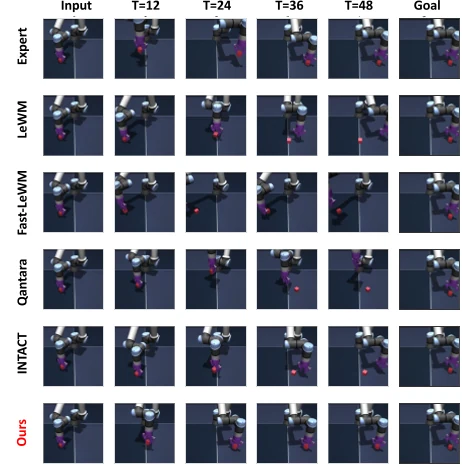 Input T=12 T=24 T=36 T=48 Goal
Expert
LeWM
Fast-LeWM
Qantara
INTACT
Ours